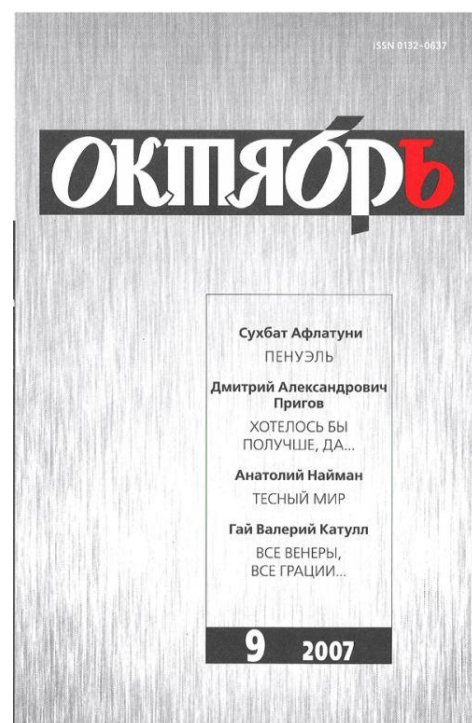 ISSN 0132-0637
ОКТЯБРЬ
Сухбат Афлатуни
ПЕНУЭЛЬ
Дмитрий Александрович
Пригов
ХОТЕЛОСЬ БЫ
ПОЛУЧШЕ, ДА...
Анатолий Найман
ТЕСНЫЙ МИР
Гай Валерий Катулл
ВСЕ ВЕНЕРЫ,
ВСЕ ГРАЦИИ...
9 2007